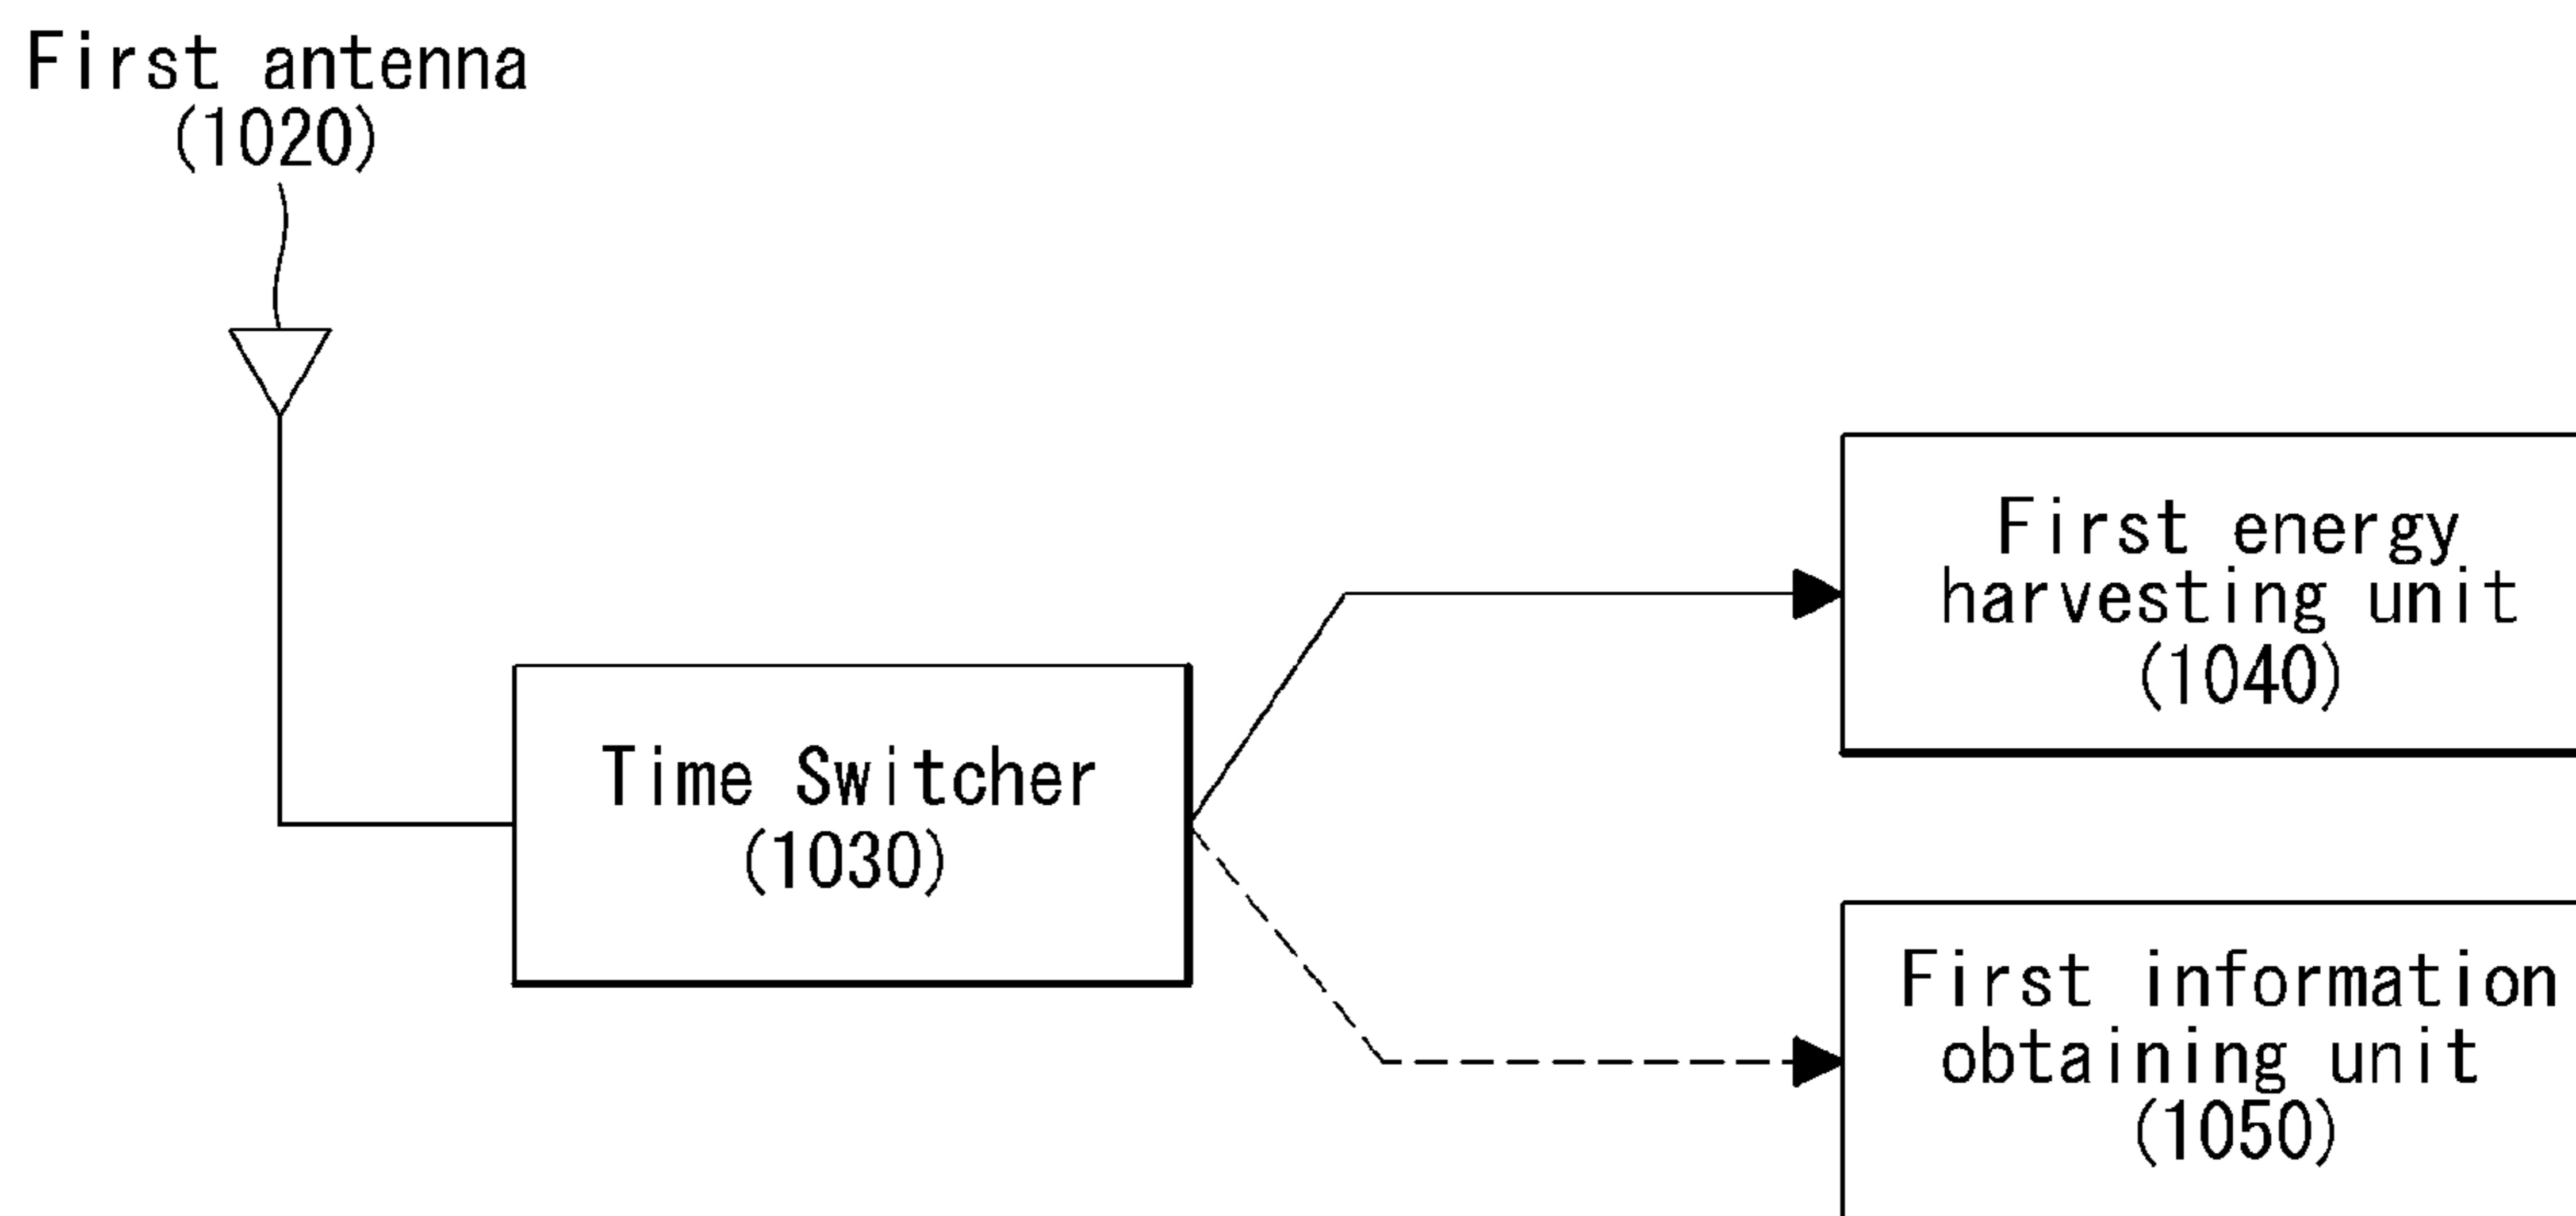 First antenna
(1020)
First energy
harvesting unit
(1040)
Time Switcher
(1030)
First information
obtaining unit
(1050)